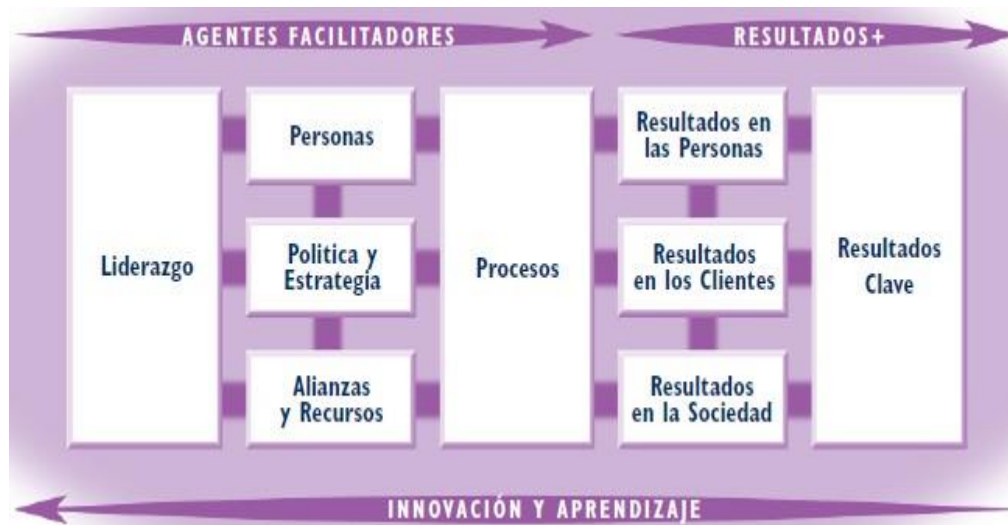 AGENTES FACILITADORES
RESULTADOS+
Liderazgo
Personas
Politica y
Estrategia
Alianzas
y Recursos
Procesos
Resultados en
las Personas
Resultados
en los Clientes
Resultados
en la Sociedad
Resultados
Clave
INNOVACIÓN Y APRENDIZAJE